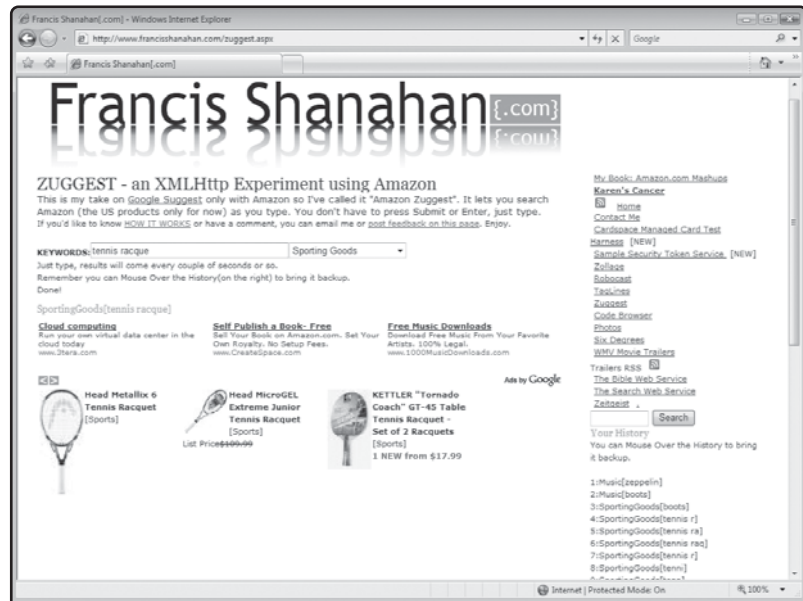 Francis Shanahan[.com] - Windows Internet Explorer
http://www.francisshanahan.com/zuggest.aspx
Google
Francis Shanahan[.com]
Francis Shanahan{.com}
ZUGGEST - an XMLHttp Experiment using Amazon
This is my take on Google Suggest only with Amazon so I've called it "Amazon Zuggest". It lets you search
Amazon (the US products only for now) as you type. You don't have to press Submit or Enter, just type.
If you'd like to know HOW IT WORKS or have a comment, you can email me or post feedback on this page. Enjoy.
KEYWORDS: tennis racque Sporting Goods
Just type, results will come every couple of seconds or so.
Remember you can Mouse Over the History(on the right) to bring it backup.
Done!
SportingGoods[tennis racque]
Cloud computing
Run your own virtual data center in the
cloud today
www.3tera.com
Self Publish a Book- Free
Sell Your Book on Amazon.com. Set Your
Own Royalty. No Setup Fees.
www.CreateSpace.com
Free Music Downloads
Download Free Music From Your Favorite
Artists. 100% Legal.
www.1000MusicDownloads.com
Ads by Google
Head Metallix 6
Tennis Racquet
[Sports]
Head MicroGEL
Extreme Junior
Tennis Racquet
[Sports]
List Price$109.99
KETTLER "Tornado
Coach" GT-45 Table
Tennis Racquet -
Set of 2 Racquets
[Sports]
1 NEW from $17.99
My Book: Amazon.com Mashups
Karen's Cancer
Home
Contact Me
Cardspace Managed Card Test
Harness [NEW]
Sample Security Token Service [NEW]
Zollage
Robocast
TagLines
Zuggest
Code Browser
Photos
Six Degrees
WMV Movie Trailers
Trailers RSS
The Bible Web Service
The Search Web Service
Zeitgeist .
Search
Your History
You can Mouse Over the History to bring
it backup.
1:Music[zeppelin]
2:Music[boots]
3:SportingGoods[boots]
4:SportingGoods[tennis r]
5:SportingGoods[tennis ra]
6:SportingGoods[tennis raq]
7:SportingGoods[tennis r]
8:SportingGoods[tenni]
Internet | Protected Mode: On
100%